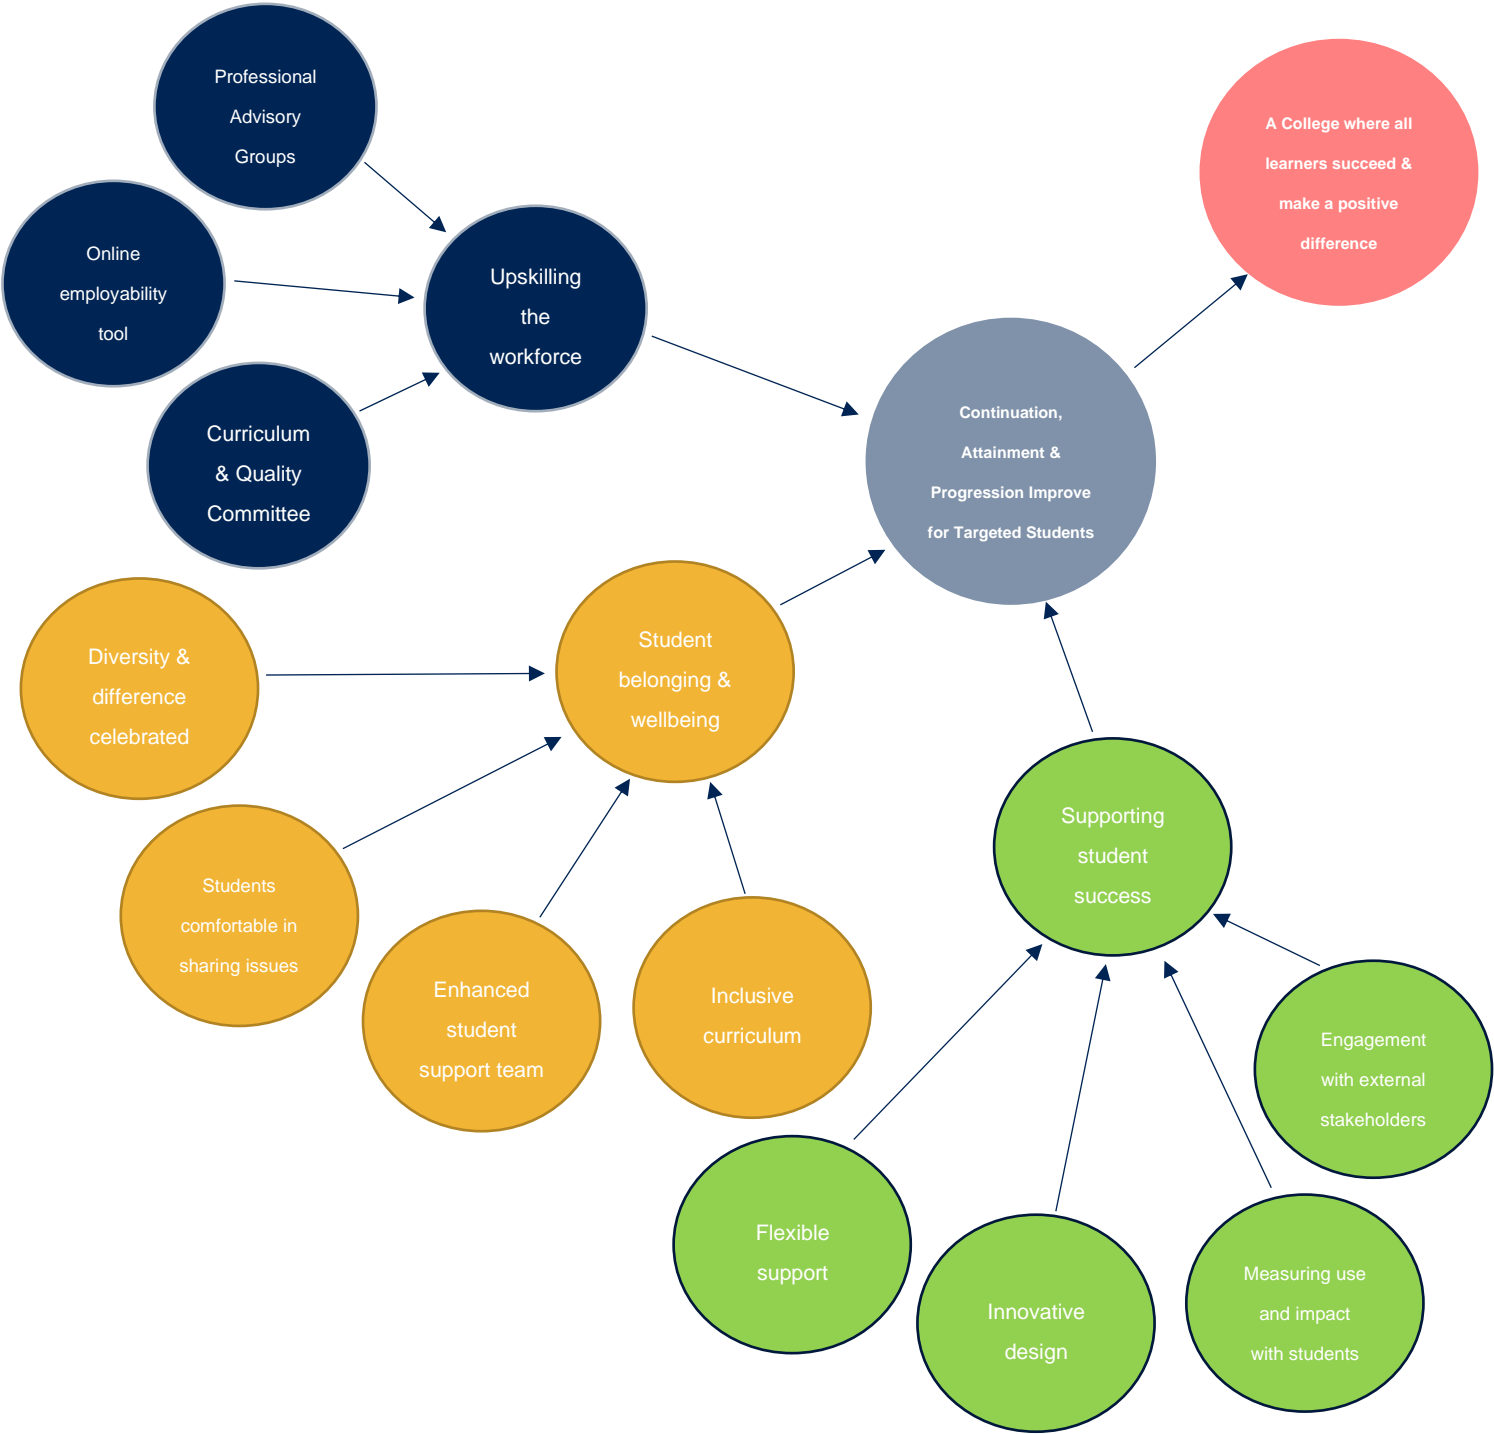 Professional
Advisory
Groups
A College where all
learners succeed &
make a positive
difference
Online
employability
tool
Upskilling
the
workforce
Curriculum
& Quality
Committee
Continuation,
Attainment &
Progression Improve
for Targeted Students
Diversity &
difference
celebrated
Student
belonging &
wellbeing
Supporting
student
success
Students
comfortable in
sharing issues
Enhanced
student
support team
Inclusive
curriculum
Engagement
with external
stakeholders
Flexible
support
Innovative
design
Measuring use
and impact
with students